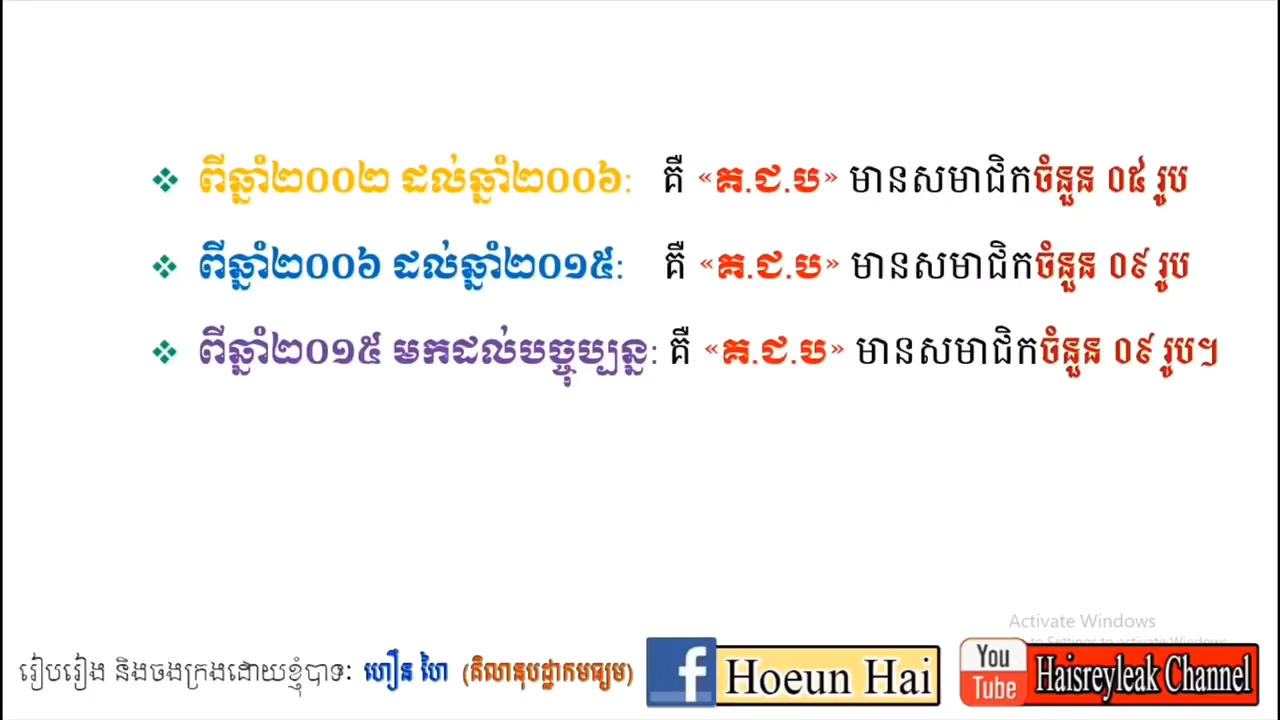 ❖ ពីឆ្នាំ២០០២ ដល់ឆ្នាំ២០០៦: គឺ «គ.ជ.ប» មានសមាជិកចំនួន ០៥ រូប
❖ ពីឆ្នាំ២០០៦ ដល់ឆ្នាំ២០១៥: គឺ «គ.ជ.ប» មានសមាជិកចំនួន ០៩ រូប
❖ ពីឆ្នាំ២០១៥ មកដល់បច្ចុប្បន្ន: គឺ «គ.ជ.ប» មានសមាជិកចំនួន ០៩ រូប។
Activate Windows
to Settings to activate Windows.
រៀបរៀង និងចងក្រងដោយខ្ញុំបាទ: ហឿន ហៃ (គិលានុបដ្ឋាកមធ្យម) f Hoeun Hai You Tube Haisreyleak Channel